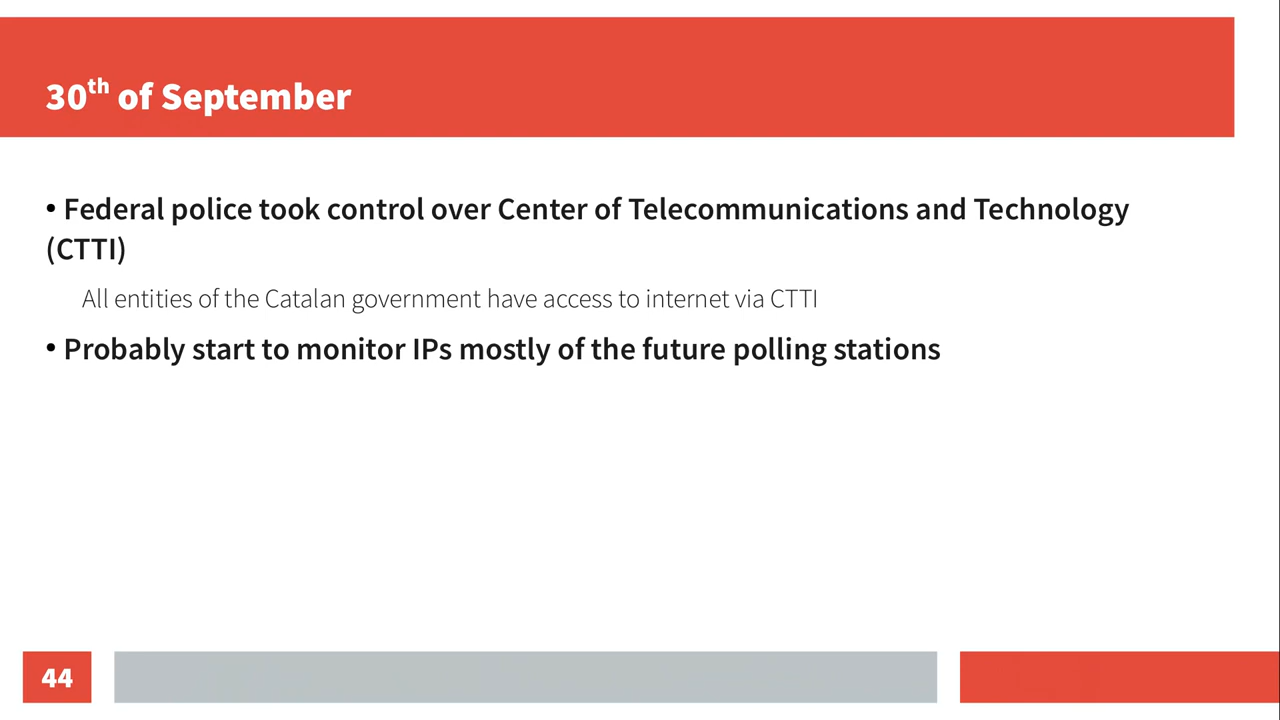 30th of September
• Federal police took control over Center of Telecommunications and Technology
(CTTI)
All entities of the Catalan government have access to internet via CTTI
• Probably start to monitor IPs mostly of the future polling stations
44